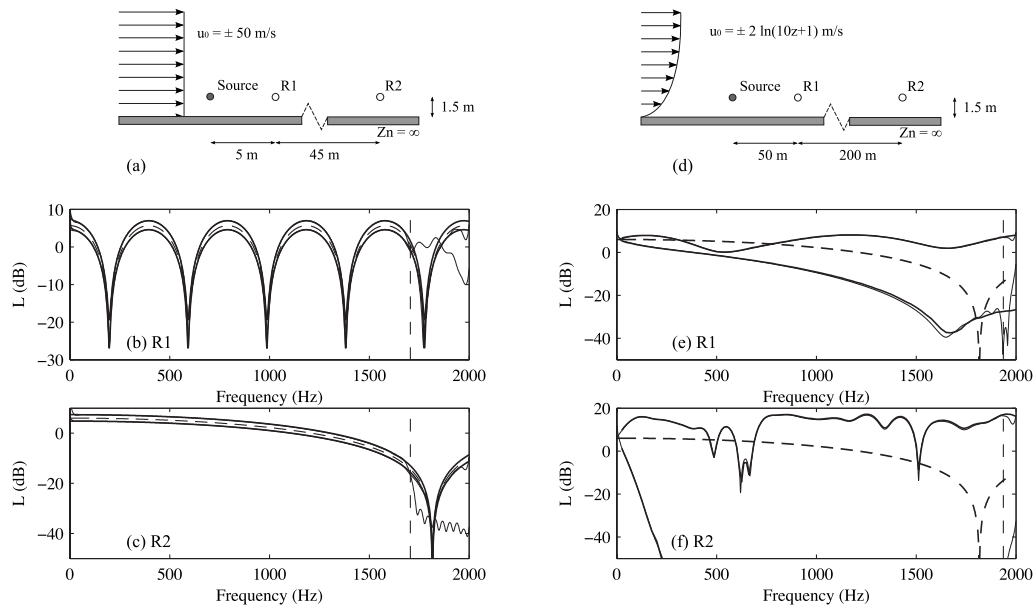 u₀ = ± 50 m/s
Source
R1
R2
1.5 m
Zn = ∞
5 m
45 m
(a)
u₀ = ± 2 ln(10z+1) m/s
Source
R1
R2
1.5 m
Zn = ∞
50 m
200 m
(d)
10
0
−10
−20
−30
L (dB)
(b) R1
0
500
1000
1500
2000
Frequency (Hz)
20
0
−20
−40
L (dB)
(e) R1
0
500
1000
1500
2000
Frequency (Hz)
0
−20
−40
L (dB)
(c) R2
0
500
1000
1500
2000
Frequency (Hz)
20
0
−20
−40
L (dB)
(f) R2
0
500
1000
1500
2000
Frequency (Hz)